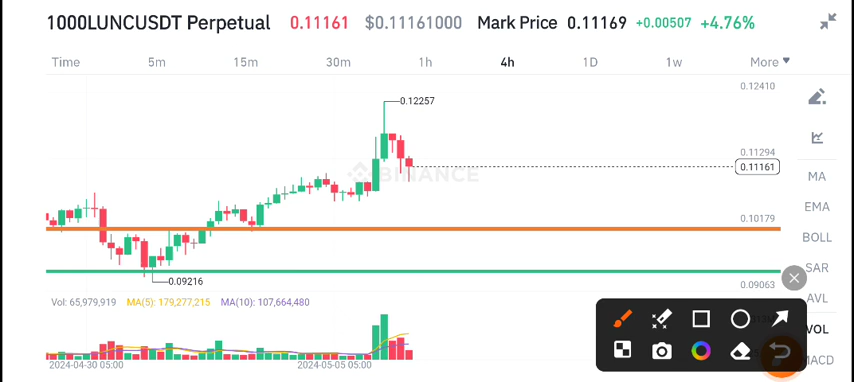 1000LUNCUSDT Perpetual 0.11161 $0.11161000 Mark Price 0.11169 +0.00507 +4.76%
Time 5m 15m 30m 1h 4h 1D 1w More
0.12410
0.12257
0.11294
0.11161
BINANCE
MA
EMA
0.10179
BOLL
SAR
0.09216
0.09063
AVL
Vol: 65,979,919 MA(5): 179,277,215 MA(10): 107,664,480
VOL
MACD
2024-04-30 05:00 2024-05-05 05:00